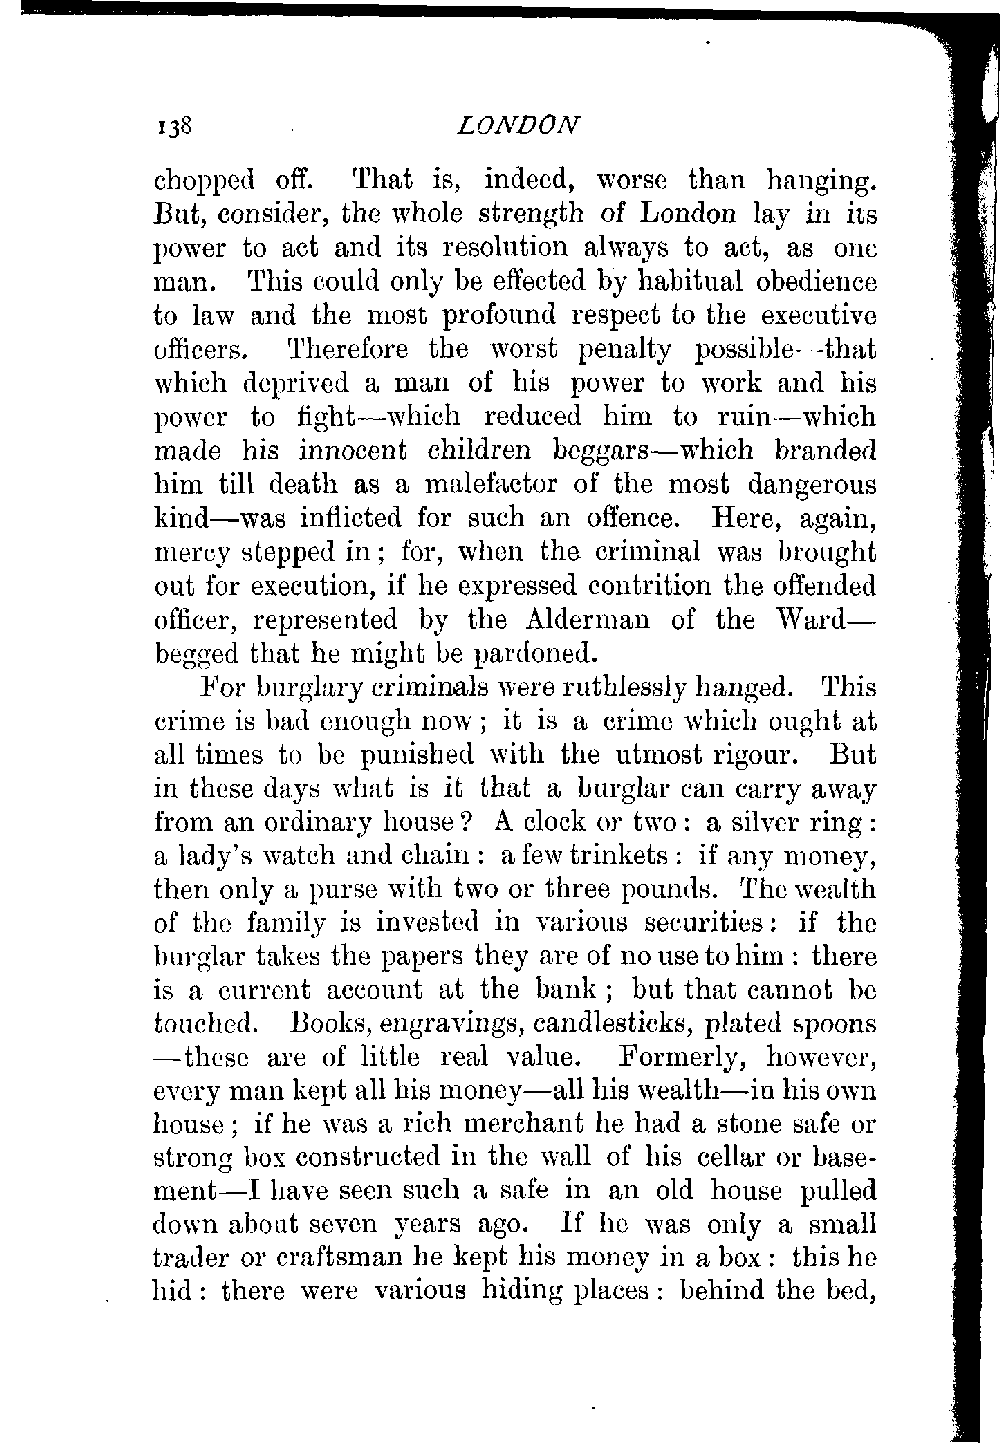 138 LONDON
chopped off. That is, indeed, worse than hanging.
But, consider, the whole strength of London lay in its
power to act and its resolution always to act, as one
man. This could only be effected by habitual obedience
to law and the most profound respect to the executive
officers. Therefore the worst penalty possible--that
which deprived a man of his power to work and his
power to fight—which reduced him to ruin—which
made his innocent children beggars—which branded
him till death as a malefactor of the most dangerous
kind—was inflicted for such an offence. Here, again,
mercy stepped in; for, when the criminal was brought
out for execution, if he expressed contrition the offended
officer, represented by the Alderman of the Ward—
begged that he might be pardoned.
For burglary criminals were ruthlessly hanged. This
crime is bad enough now; it is a crime which ought at
all times to be punished with the utmost rigour. But
in these days what is it that a burglar can carry away
from an ordinary house? A clock or two: a silver ring:
a lady's watch and chain: a few trinkets: if any money,
then only a purse with two or three pounds. The wealth
of the family is invested in various securities: if the
burglar takes the papers they are of no use to him: there
is a current account at the bank; but that cannot be
touched. Books, engravings, candlesticks, plated spoons
—these are of little real value. Formerly, however,
every man kept all his money—all his wealth—in his own
house; if he was a rich merchant he had a stone safe or
strong box constructed in the wall of his cellar or base-
ment—I have seen such a safe in an old house pulled
down about seven years ago. If he was only a small
trader or craftsman he kept his money in a box: this he
hid: there were various hiding places: behind the bed,